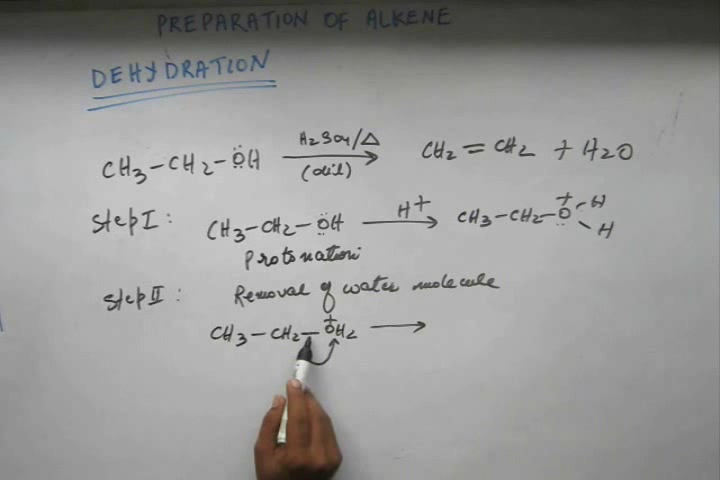 PREPARATION OF ALKENE
DEHYDRATION
CH3-CH2-ÖH H2SO4/Δ (dil) CH2=CH2 + H2O
Step I: CH3-CH2-ÖH H+ CH3-CH2-O+ H H
Protonation
Step II: Removal of water molecule
CH3-CH2-O+H2 →